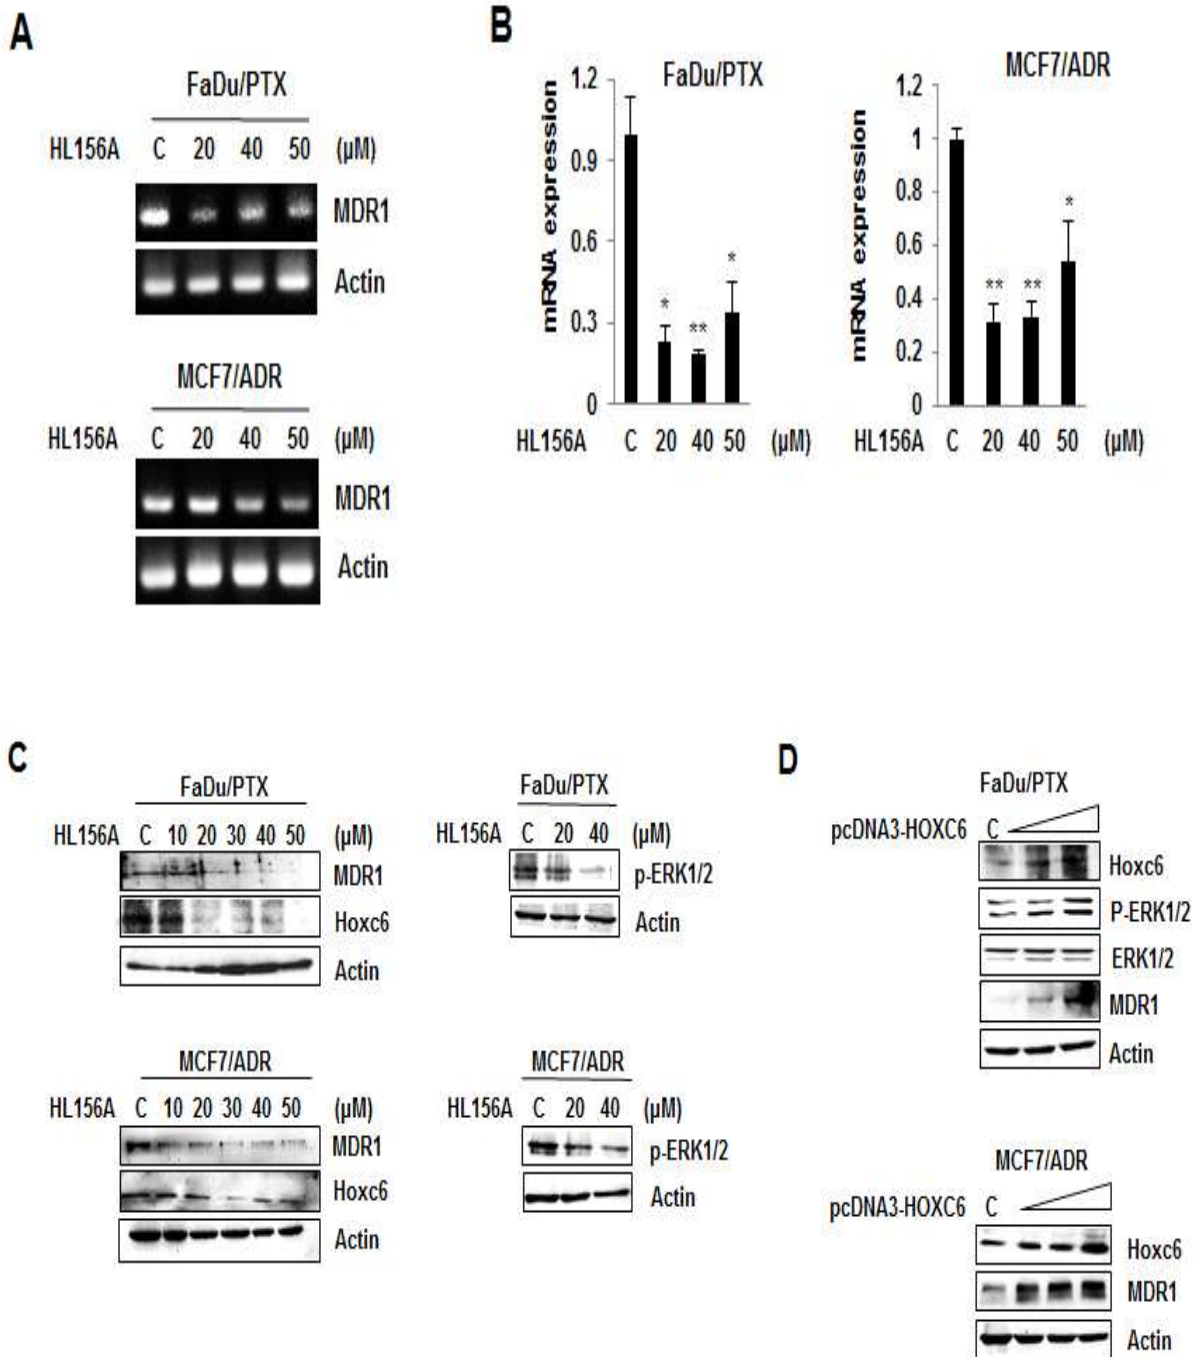 A
FaDu/PTX
HL156A C 20 40 50 (µM)
MDR1
Actin
MCF7/ADR
HL156A C 20 40 50 (µM)
MDR1
Actin
B
FaDu/PTX
mRNA expression
1.2
0.9
0.6
0.3
0
*
**
*
HL156A C 20 40 50 (µM)
MCF7/ADR
mRNA expression
1.2
1
0.8
0.6
0.4
0.2
0
**
**
*
HL156A C 20 40 50 (µM)
C
FaDu/PTX
HL156A C 10 20 30 40 50 (µM)
MDR1
Hoxc6
Actin
FaDu/PTX
HL156A C 20 40 (µM)
p-ERK1/2
Actin
MCF7/ADR
HL156A C 10 20 30 40 50 (µM)
MDR1
Hoxc6
Actin
MCF7/ADR
HL156A C 20 40 (µM)
p-ERK1/2
Actin
D
FaDu/PTX
pcDNA3-HOXC6 C
Hoxc6
P-ERK1/2
ERK1/2
MDR1
Actin
MCF7/ADR
pcDNA3-HOXC6 C
Hoxc6
MDR1
Actin